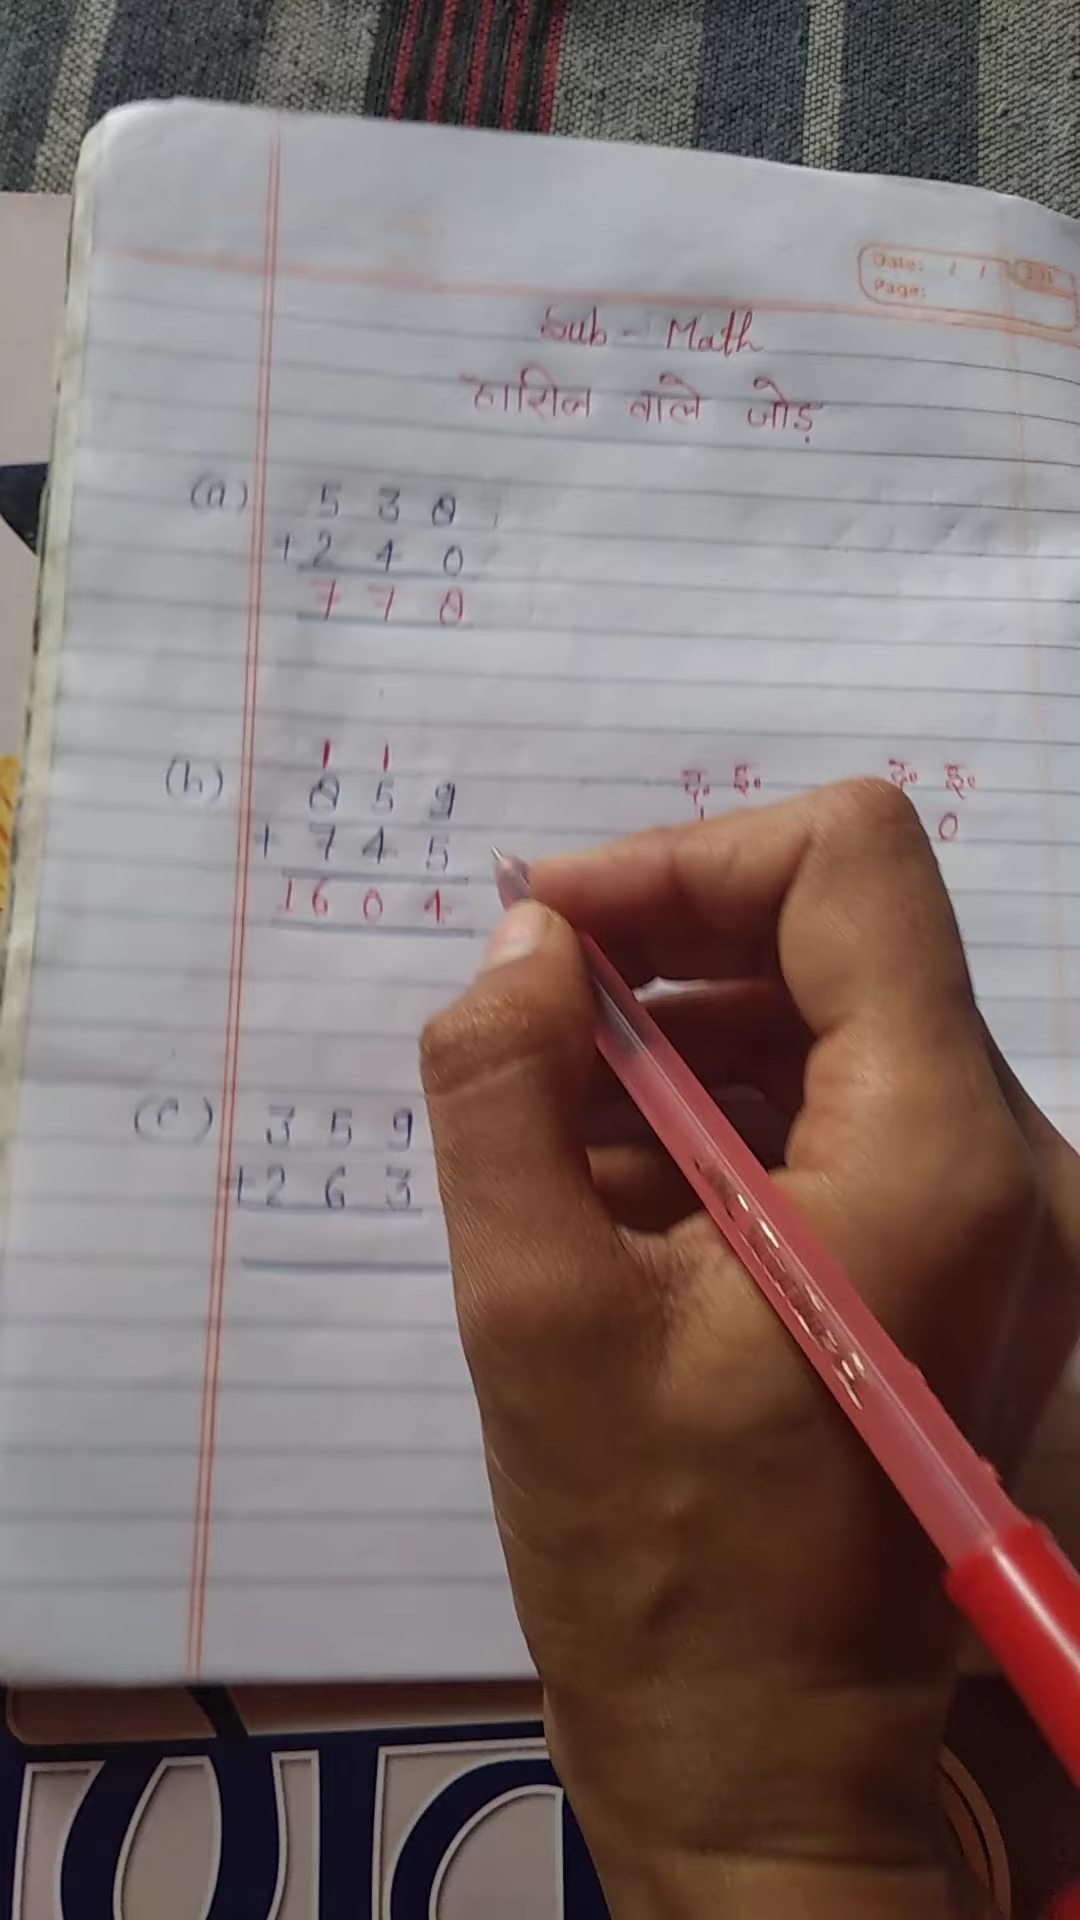 Date: / /
Page:
Sub - Math
हासिल वाले जोड़
(a) 5 3 8
+ 2 4 0
7 7 8
1 1
(b) 8 5 9
+ 7 4 5
1 6 0 4
द. इ. द. इ.
0
(c) 3 5 9
+ 2 6 3